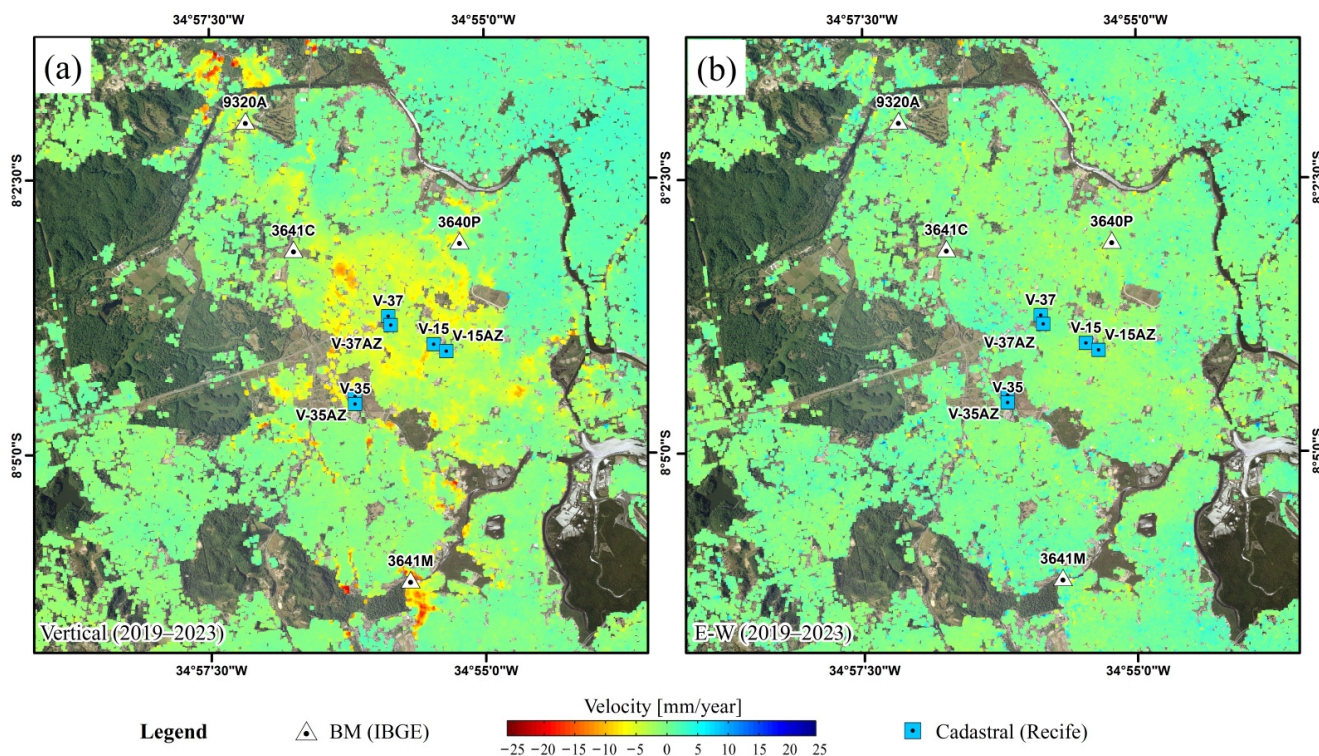 34°57'30"W
34°55'0"W
34°57'30"W
34°55'0"W
(a)
9320A
8°2'30"S
3641C
3640P
V-37
V-37AZ
V-15
V-15AZ
V-35
V-35AZ
8°5'0"S
3641M
Vertical (2019–2023)
34°57'30"W
34°55'0"W
(b)
9320A
8°2'30"S
3641C
3640P
V-37
V-37AZ
V-15
V-15AZ
V-35
V-35AZ
8°5'0"S
3641M
E-W (2019–2023)
34°57'30"W
34°55'0"W
Legend
BM (IBGE)
Velocity [mm/year]
−25 −20 −15 −10 −5 0 5 10 15 20 25
Cadastral (Recife)